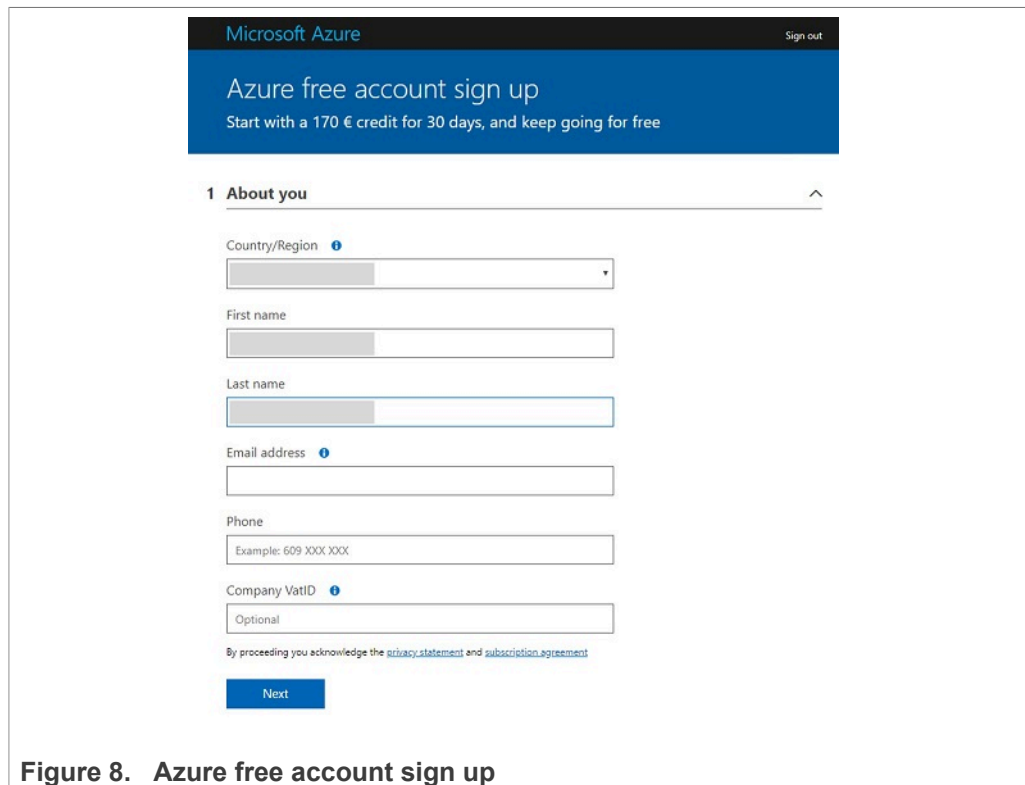 Microsoft Azure
Sign out
Azure free account sign up
Start with a 170 € credit for 30 days, and keep going for free
1 About you
Country/Region
First name
Last name
Email address
Phone
Example: 609 XXX XXX
Company VatID
Optional
By proceeding you acknowledge the privacy statement and subscription agreement
Next
Figure 8. Azure free account sign up